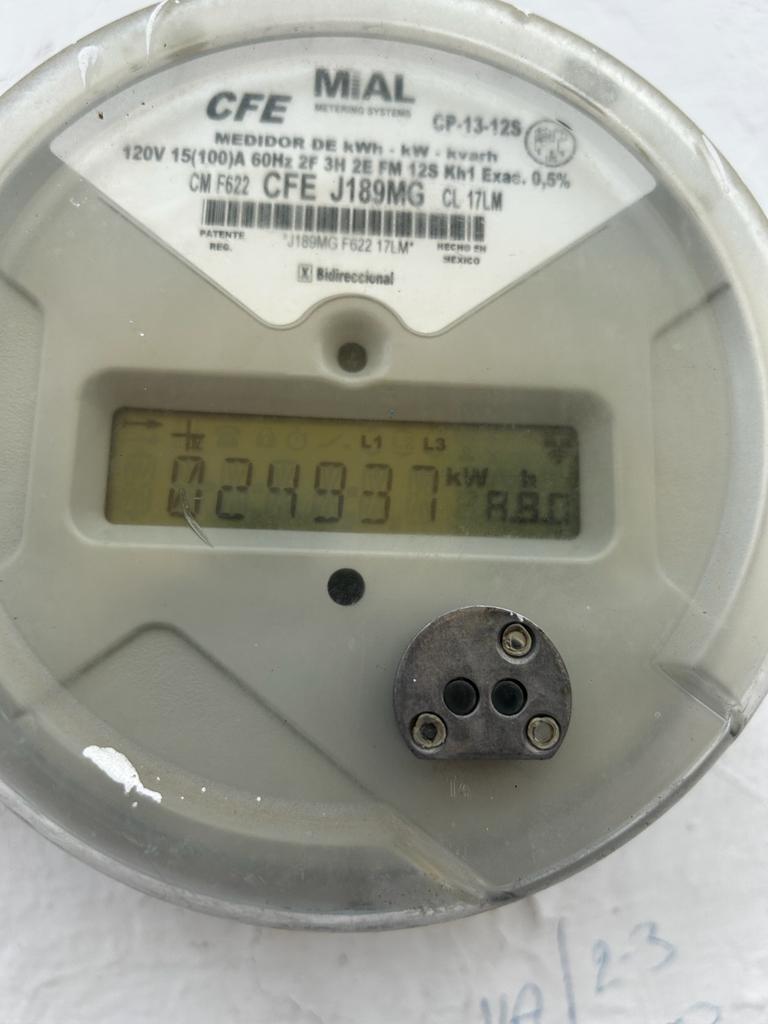 CFE MIAL
METERING SYSTEMS
CP-13-12S
MEDIDOR DE kWh - kW - kvarh
120V 15(100)A 60Hz 2F 3H 2E FM 12S Kh1 Exac. 0,5%
CM F622 CFE J189MG CL 17LM
PATENTE REG.
*J189MG F622 17LM*
HECHO EN MEXICO
X Bidireccional
L1 L3
024937 kW h
2-3